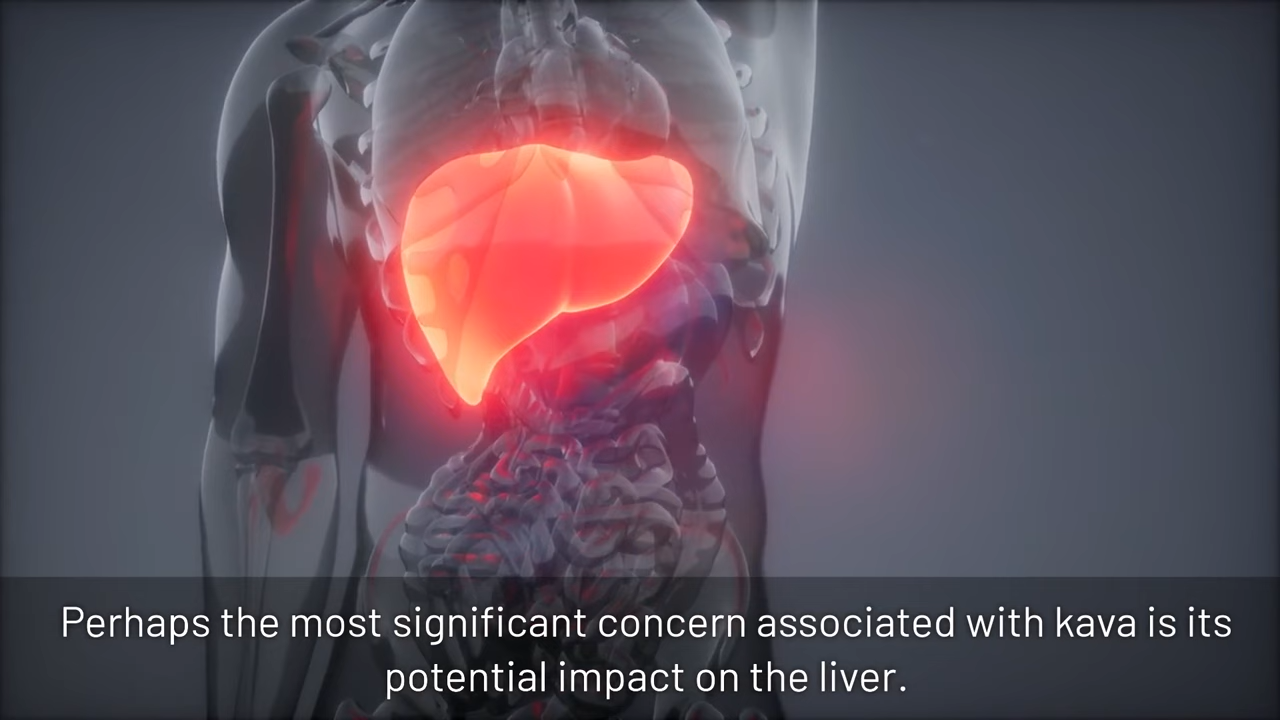 Perhaps the most significant concern associated with kava is its
potential impact on the liver.